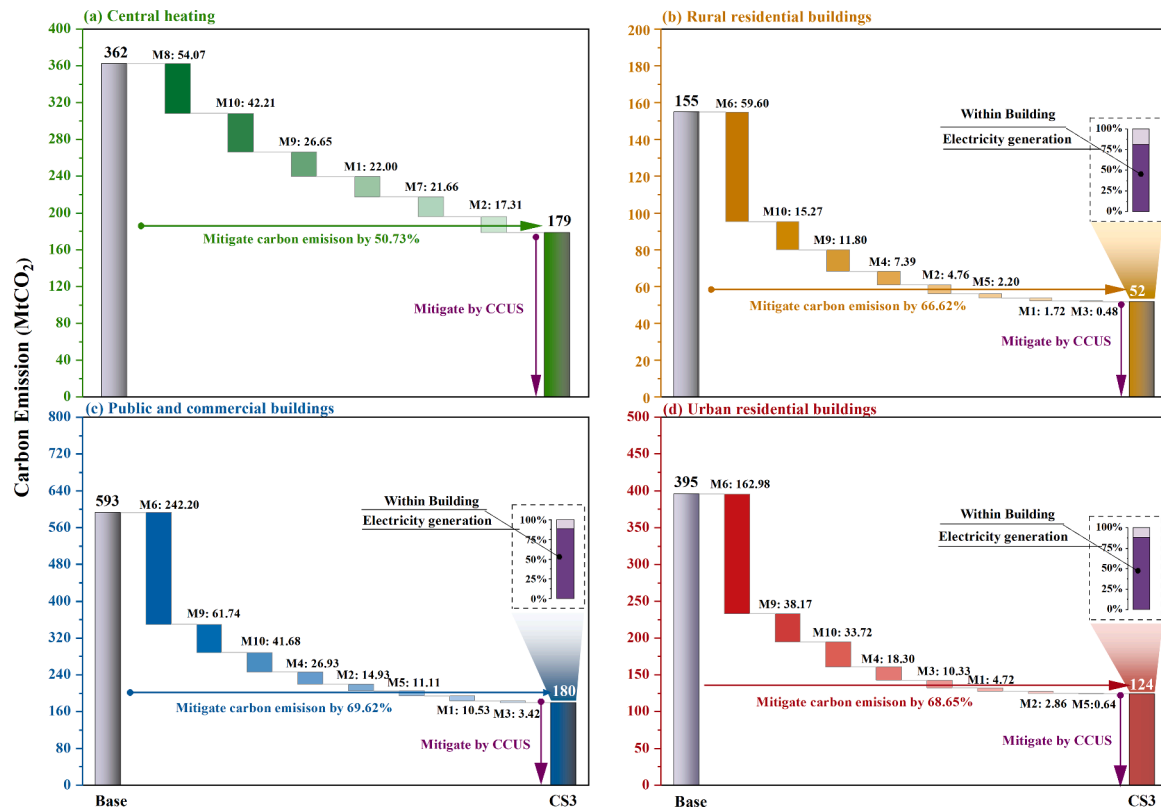 (a) Central heating
400
360
320
280
240
200
160
120
80
40
0
362
M8: 54.07
M10: 42.21
M9: 26.65
M1: 22.00
M7: 21.66
M2: 17.31
179
Mitigate carbon emisison by 50.73%
Mitigate by CCUS
(b) Rural residential buildings
200
180
160
140
120
100
80
60
40
20
0
155
M6: 59.60
M10: 15.27
M9: 11.80
M4: 7.39
M2: 4.76
M5: 2.20
M1: 1.72
M3: 0.48
52
Within Building
Electricity generation
100%
75%
50%
25%
0%
Mitigate carbon emisison by 66.62%
Mitigate by CCUS
Carbon Emission (MtCO2)
(c) Public and commercial buildings
800
720
640
560
480
400
320
240
160
80
0
593
M6: 242.20
M9: 61.74
M10: 41.68
M4: 26.93
M2: 14.93
M5: 11.11
M1: 10.53
M3: 3.42
180
Within Building
Electricity generation
100%
75%
50%
25%
0%
Mitigate carbon emisison by 69.62%
Mitigate by CCUS
Base
CS3
(d) Urban residential buildings
500
450
400
350
300
250
200
150
100
50
0
395
M6: 162.98
M9: 38.17
M10: 33.72
M4: 18.30
M3: 10.33
M1: 4.72
M2: 2.86
M5:0.64
124
Within Building
Electricity generation
100%
75%
50%
25%
0%
Mitigate carbon emisison by 68.65%
Mitigate by CCUS
Base
CS3